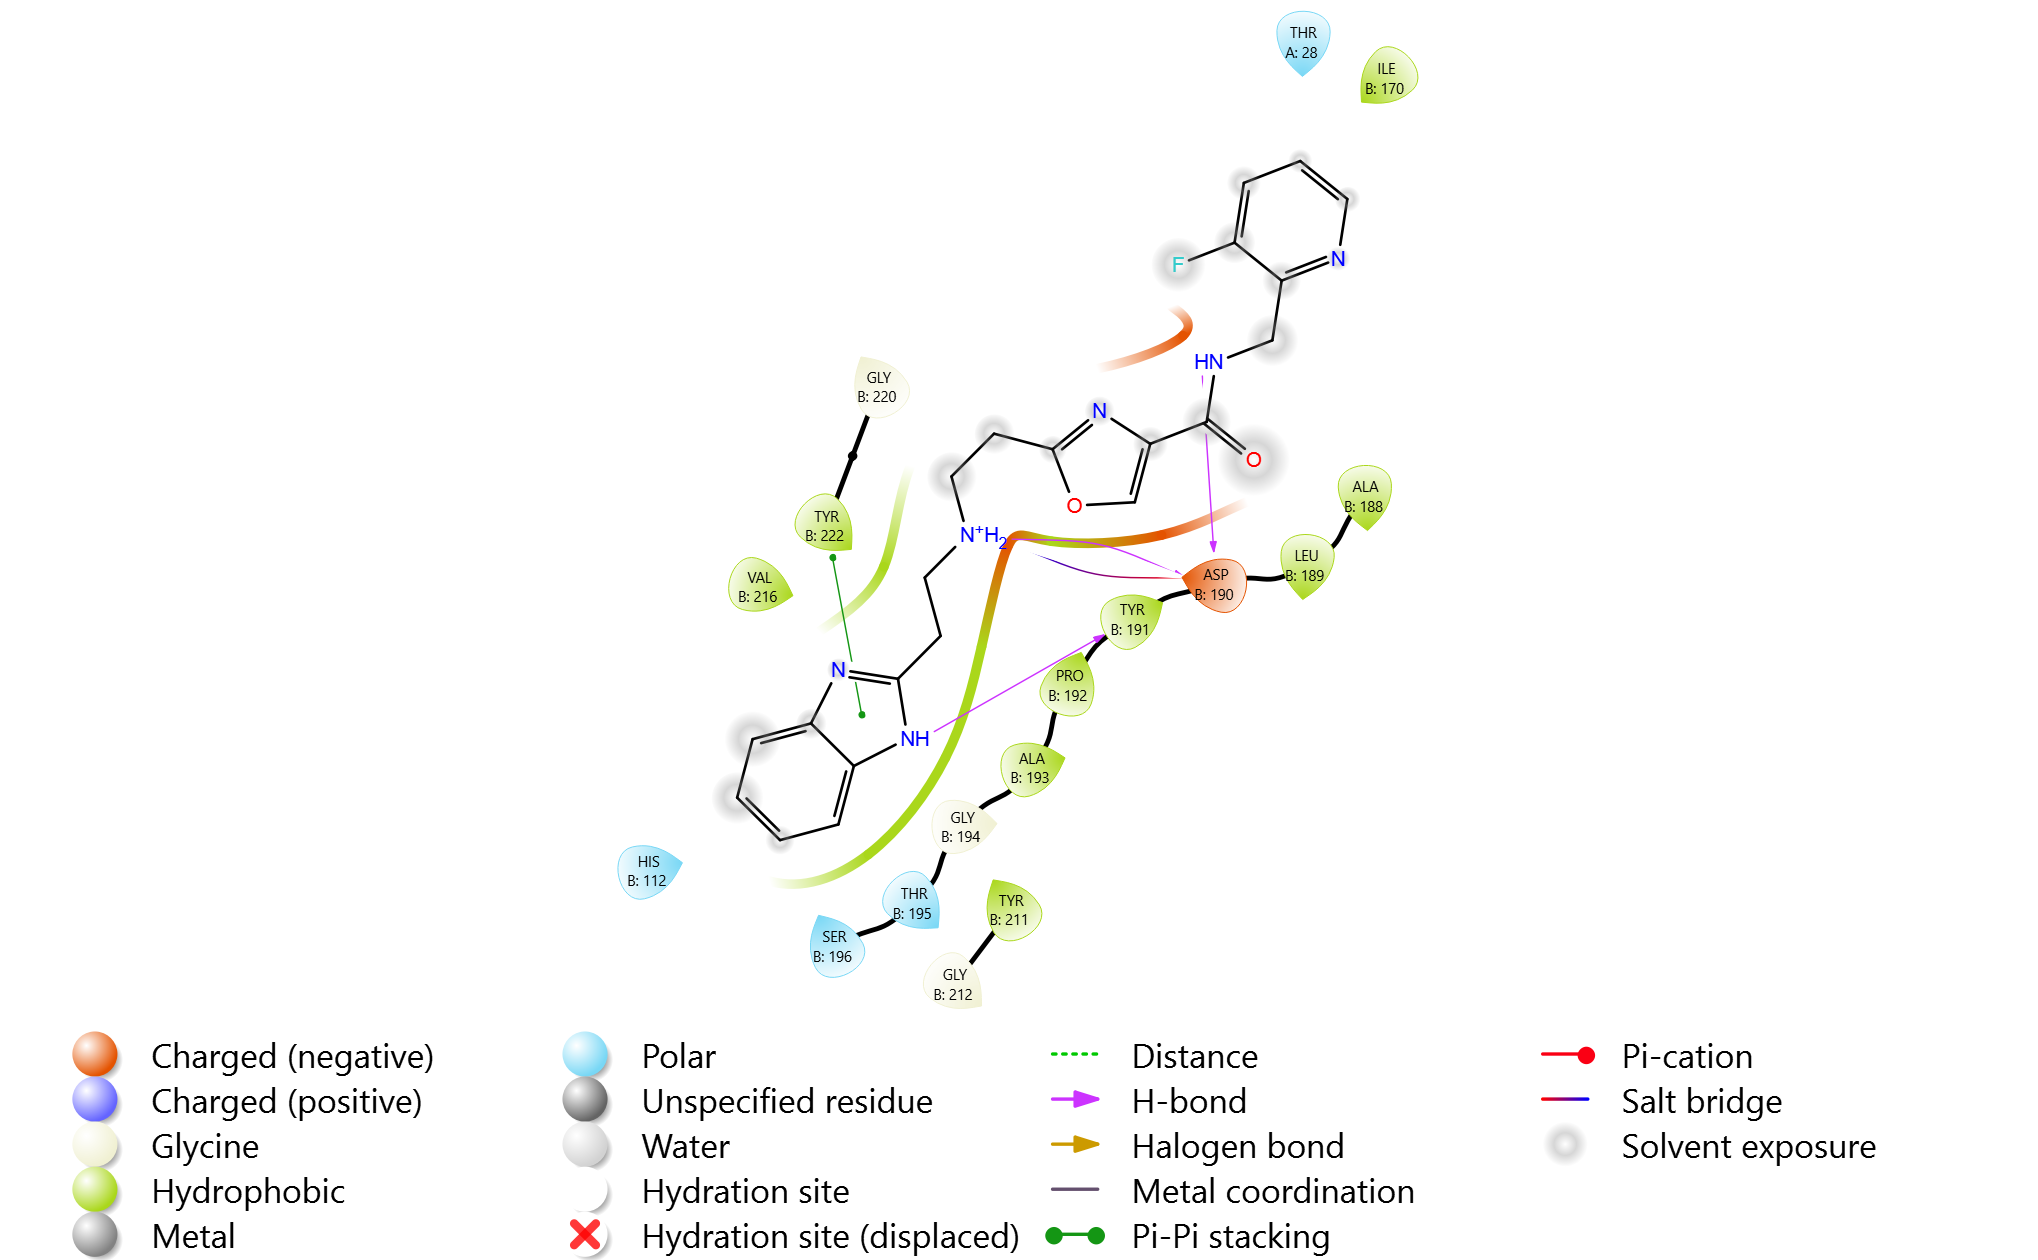 THR
A: 28
ILE
B: 170
F
N
HN
GLY
B: 220
N
O
ALA
B: 188
TYR
B: 222
O
N⁺H₂
LEU
B: 189
VAL
B: 216
ASP
B: 190
TYR
B: 191
N
PRO
B: 192
NH
ALA
B: 193
GLY
B: 194
HIS
B: 112
THR
B: 195
TYR
B: 211
SER
B: 196
GLY
B: 212
Charged (negative)
Charged (positive)
Glycine
Hydrophobic
Metal
Polar
Unspecified residue
Water
Hydration site
Hydration site (displaced)
Distance
H-bond
Halogen bond
Metal coordination
Pi-Pi stacking
Pi-cation
Salt bridge
Solvent exposure